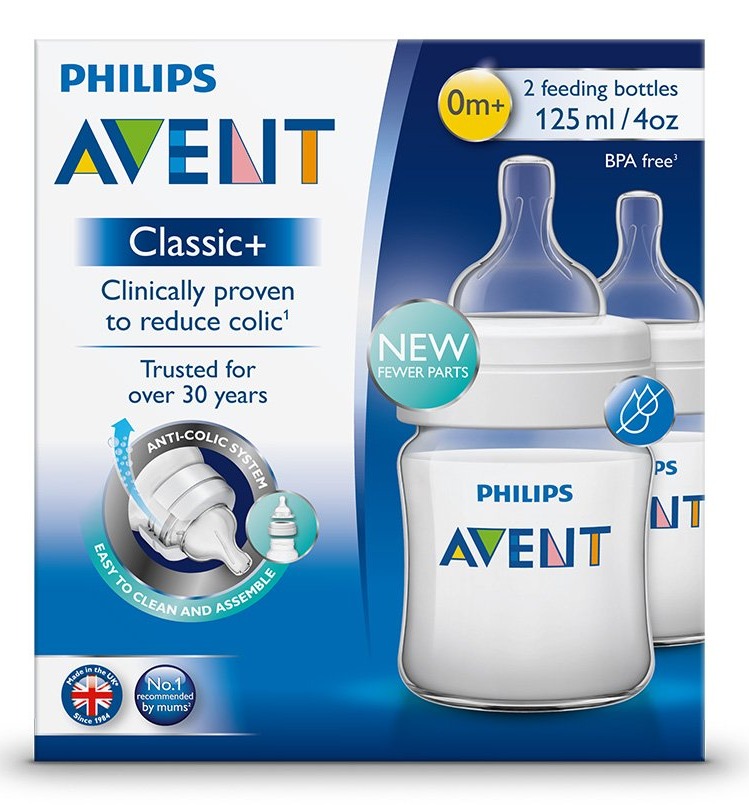 PHILIPS
AVENT
Classic+
Clinically proven
to reduce colic¹
Trusted for
over 30 years
ANTI-COLIC SYSTEM
EASY TO CLEAN AND ASSEMBLE
Made in the UK*
Since 1984
No.1
recommended
by mums²
0m+
2 feeding bottles
125 ml / 4oz
BPA free³
NEW
FEWER PARTS
PHILIPS
AVENT
PS
NT